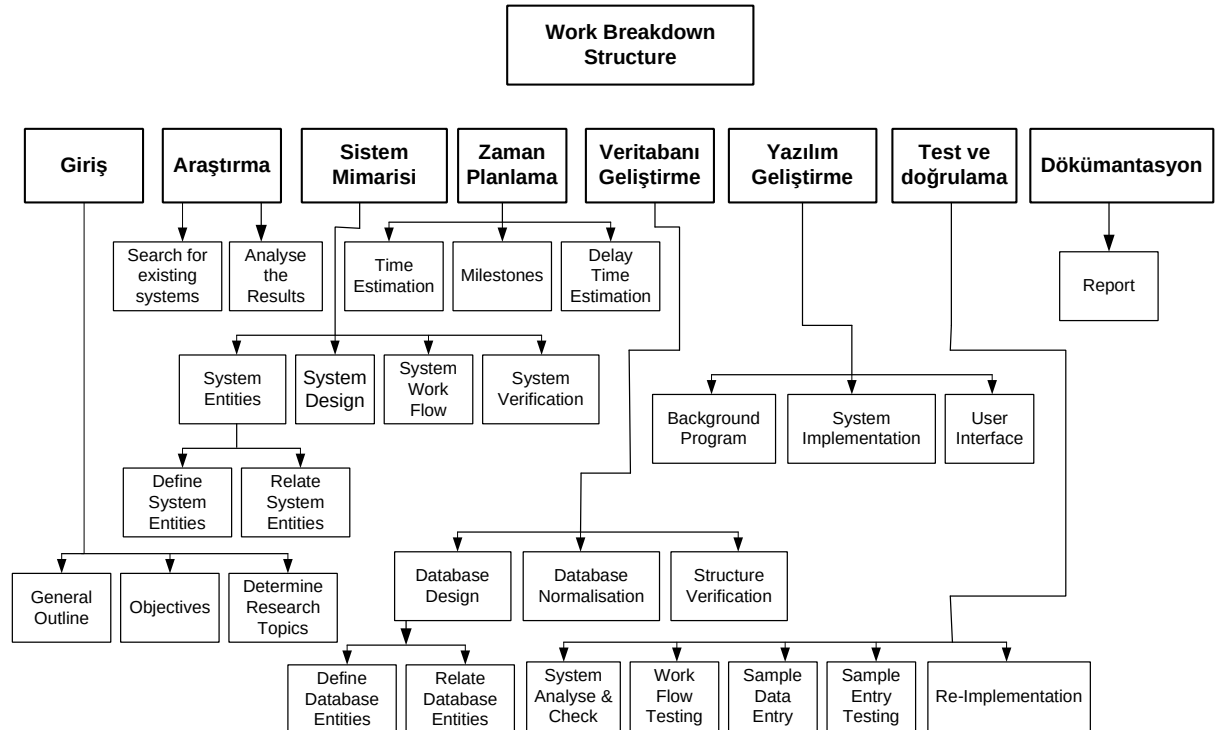 Work Breakdown
Structure
Giriş
Araştırma
Sistem
Mimarisi
Zaman
Planlama
Veritabanı
Geliştirme
Yazılım
Geliştirme
Test ve
doğrulama
Dökümantasyon
Search for
existing
systems
Analyse
the
Results
Time
Estimation
Milestones
Delay
Time
Estimation
Report
System
Entities
System
Design
System
Work
Flow
System
Verification
Background
Program
System
Implementation
User
Interface
Define
System
Entities
Relate
System
Entities
General
Outline
Objectives
Determine
Research
Topics
Database
Design
Database
Normalisation
Structure
Verification
Define
Database
Entities
Relate
Database
Entities
System
Analyse &
Check
Work
Flow
Testing
Sample
Data
Entry
Sample
Entry
Testing
Re-Implementation